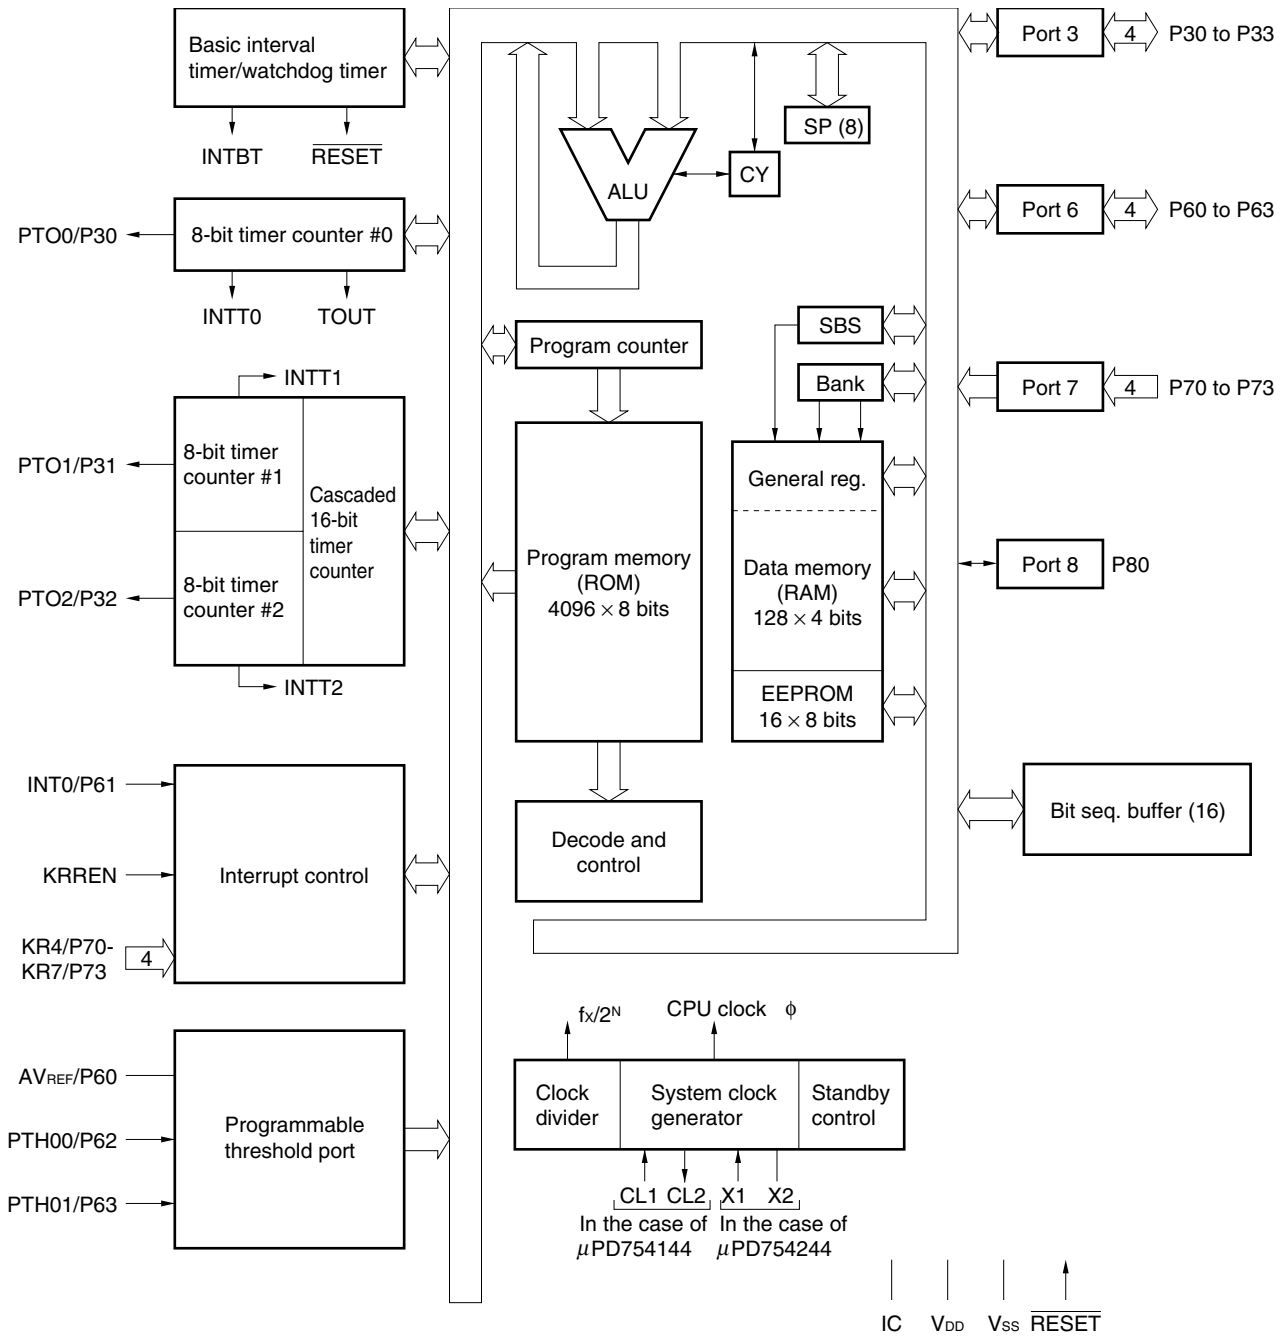 Basic interval
timer/watchdog timer
INTBT
RESET
PTO0/P30
8-bit timer counter #0
INTT0
TOUT
INTT1
PTO1/P31
8-bit timer
counter #1
Cascaded
16-bit
timer
counter
PTO2/P32
8-bit timer
counter #2
INTT2
INT0/P61
KRREN
KR4/P70-
KR7/P73
4
Interrupt control
AVREF/P60
PTH00/P62
PTH01/P63
Programmable
threshold port
ALU
CY
SP (8)
Program counter
Program memory
(ROM)
4096 × 8 bits
Decode and
control
SBS
Bank
General reg.
Data memory
(RAM)
128 × 4 bits
EEPROM
16 × 8 bits
Port 3
4
P30 to P33
Port 6
4
P60 to P63
Port 7
4
P70 to P73
Port 8
P80
Bit seq. buffer (16)
fX/2N
CPU clock ϕ
Clock
divider
System clock
generator
Standby
control
CL1 CL2 X1 X2
In the case of
μPD754144
In the case of
μPD754244
IC VDD VSS RESET